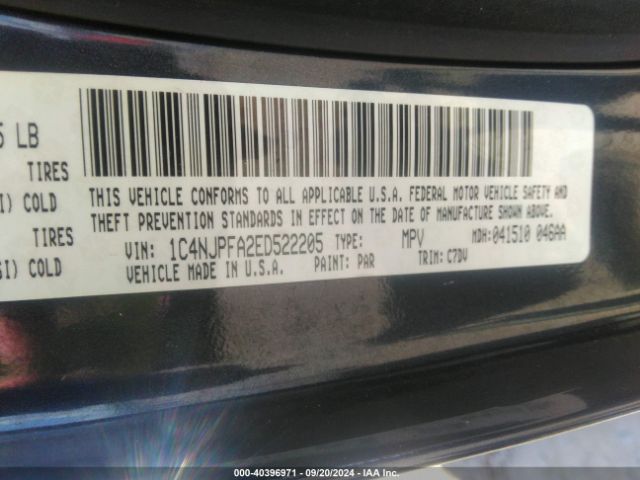 5 LB
TIRES
I) COLD
TIRES
SI) COLD
THIS VEHICLE CONFORMS TO ALL APPLICABLE U.S.A. FEDERAL MOTOR VEHICLE SAFETY AND
THEFT PREVENTION STANDARDS IN EFFECT ON THE DATE OF MANUFACTURE SHOWN ABOVE.
VIN: 1C4NJPFA2ED522205 TYPE: MPV MDH: 041510 046AA
VEHICLE MADE IN U.S.A. PAINT: PAR TRIM: C7DV
000-40396971 / 09/20/2024 / IAA Inc.